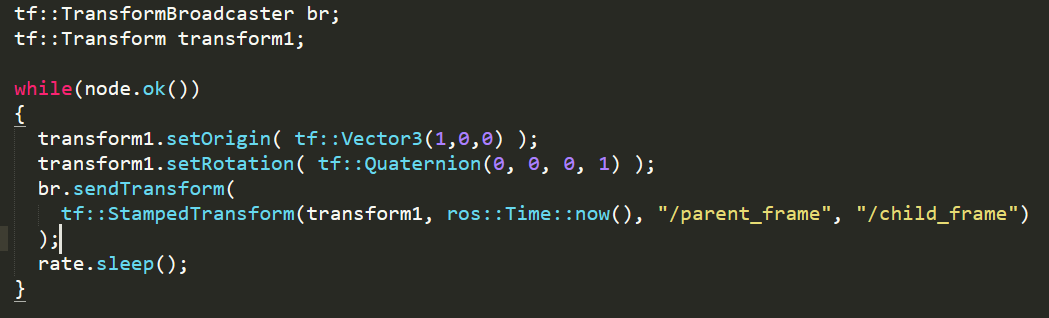 tf::TransformBroadcaster br;
tf::Transform transform1;
while(node.ok())
{
transform1.setOrigin( tf::Vector3(1,0,0) );
transform1.setRotation( tf::Quaternion(0, 0, 0, 1) );
br.sendTransform(
tf::StampedTransform(transform1, ros::Time::now(), "/parent_frame", "/child_frame")
);
rate.sleep();
}